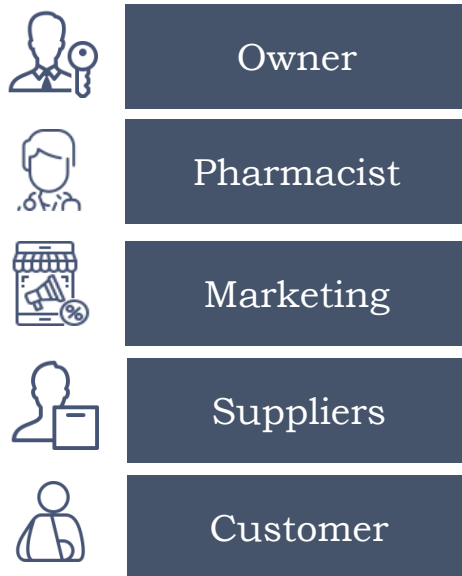 Owner
Pharmacist
Marketing
%
Suppliers
Customer